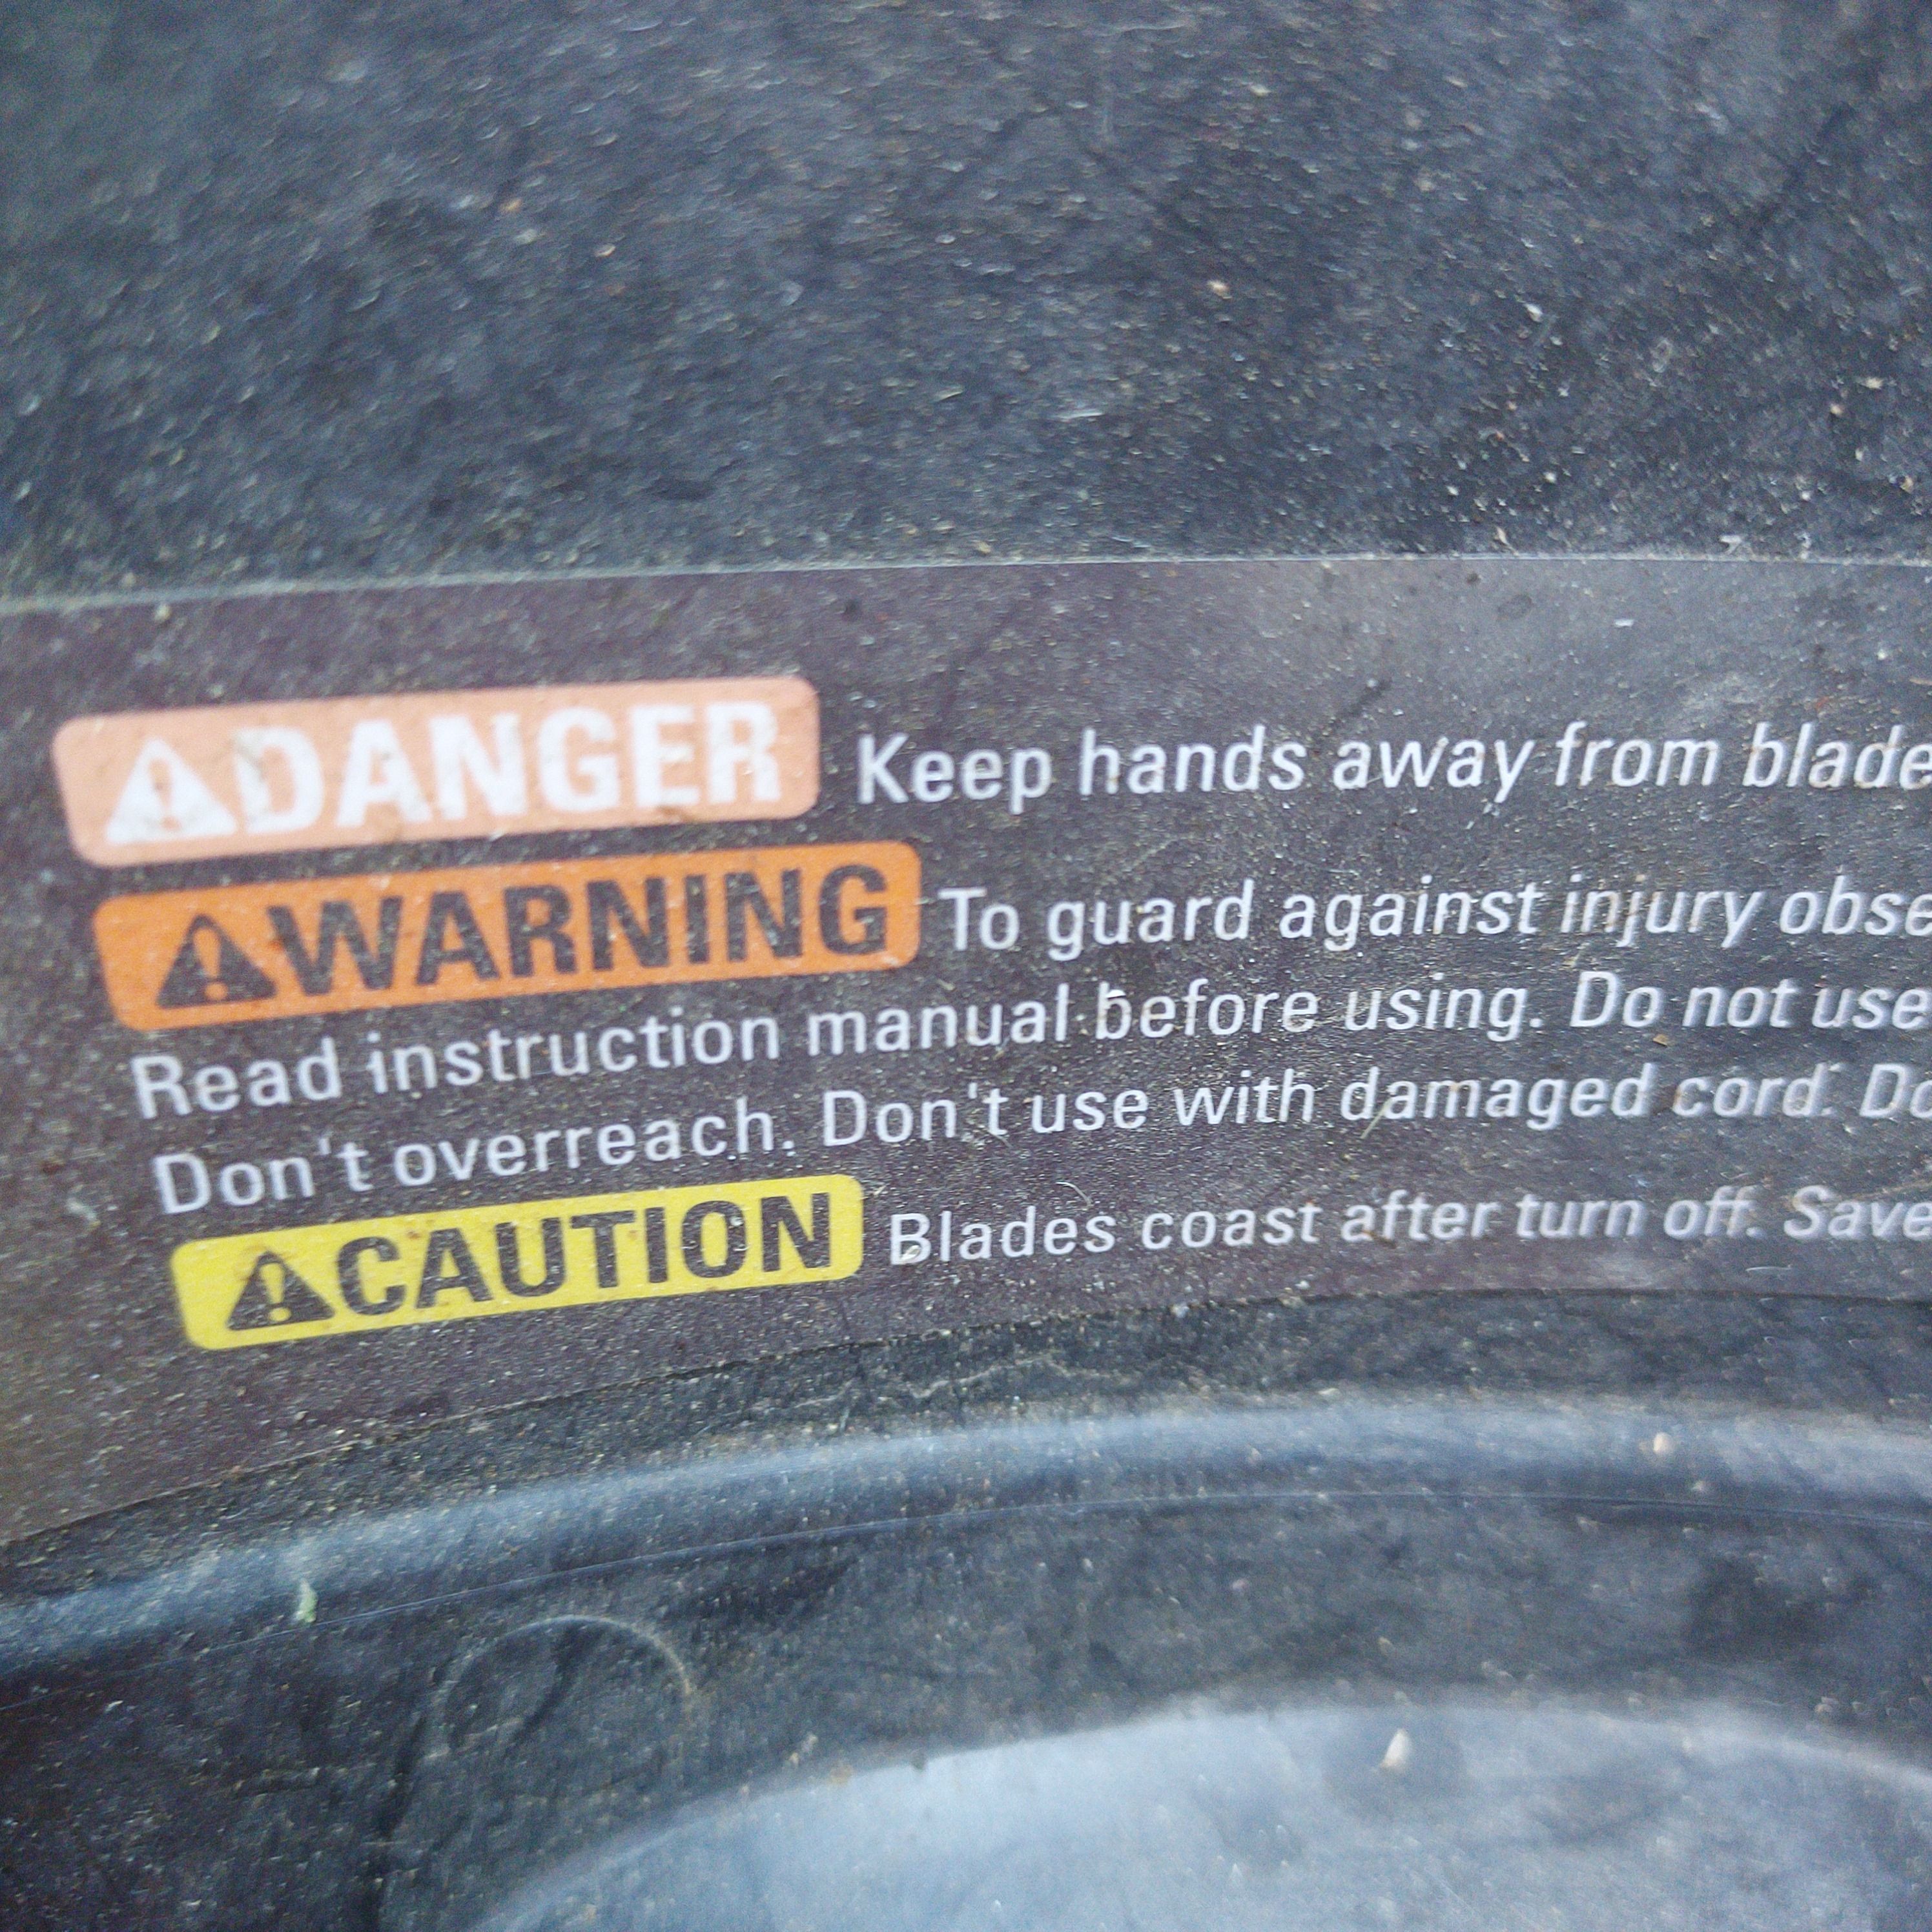 DANGER Keep hands away from blade
WARNING To guard against injury obse
Read instruction manual before using. Do not use
Don't overreach. Don't use with damaged cord. Do
CAUTION Blades coast after turn off. Save